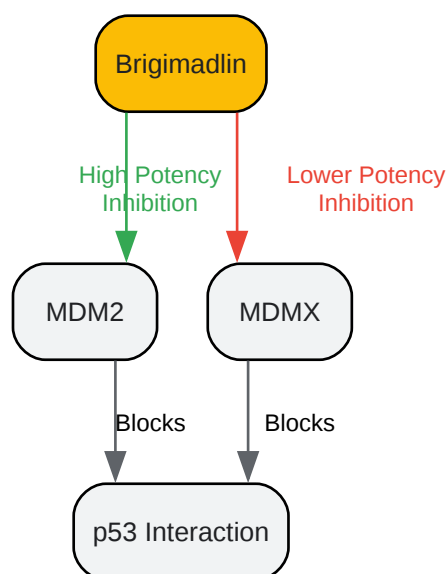 Brigimadlin
High Potency
Inhibition
Lower Potency
Inhibition
MDM2
MDMX
Blocks
Blocks
p53 Interaction